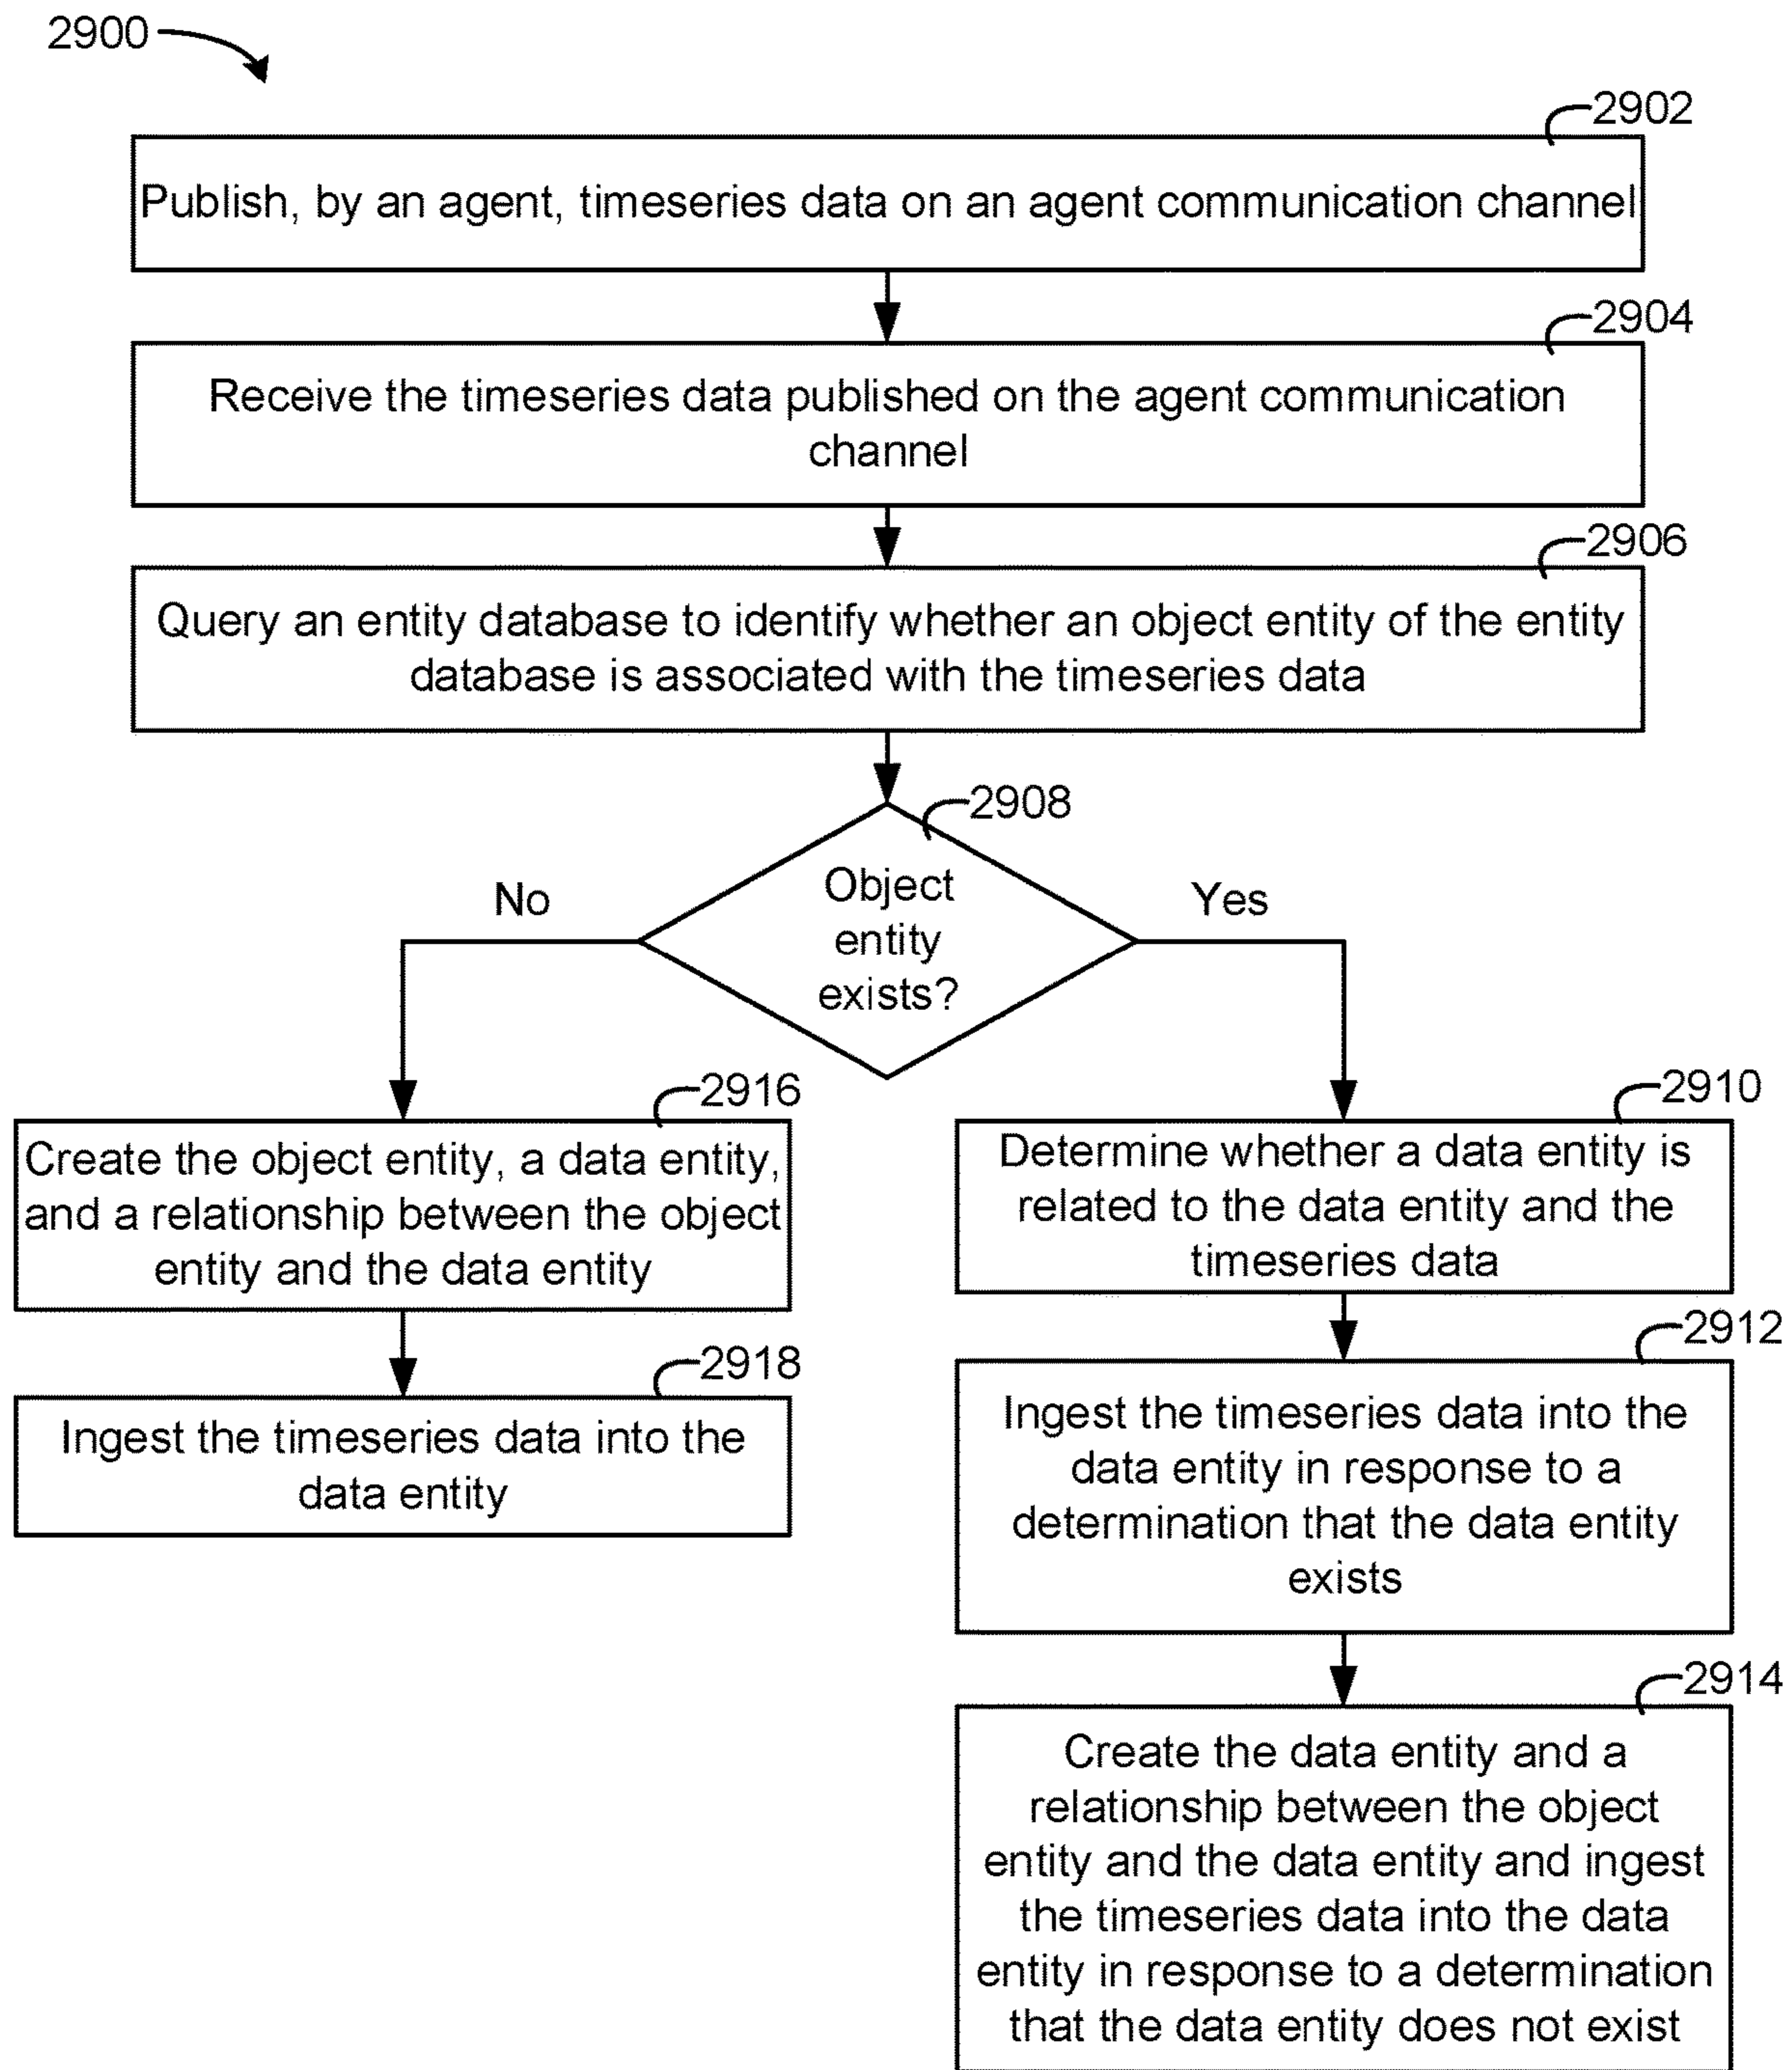 2900
2902
Publish, by an agent, timeseries data on an agent communication channel
2904
Receive the timeseries data published on the agent communication
channel
2906
Query an entity database to identify whether an object entity of the entity
database is associated with the timeseries data
2908
Object
entity
exists?
No
Yes
2916
Create the object entity, a data entity,
and a relationship between the object
entity and the data entity
2918
Ingest the timeseries data into the
data entity
2910
Determine whether a data entity is
related to the data entity and the
timeseries data
2912
Ingest the timeseries data into the
data entity in response to a
determination that the data entity
exists
2914
Create the data entity and a
relationship between the object
entity and the data entity and ingest
the timeseries data into the data
entity in response to a determination
that the data entity does not exist